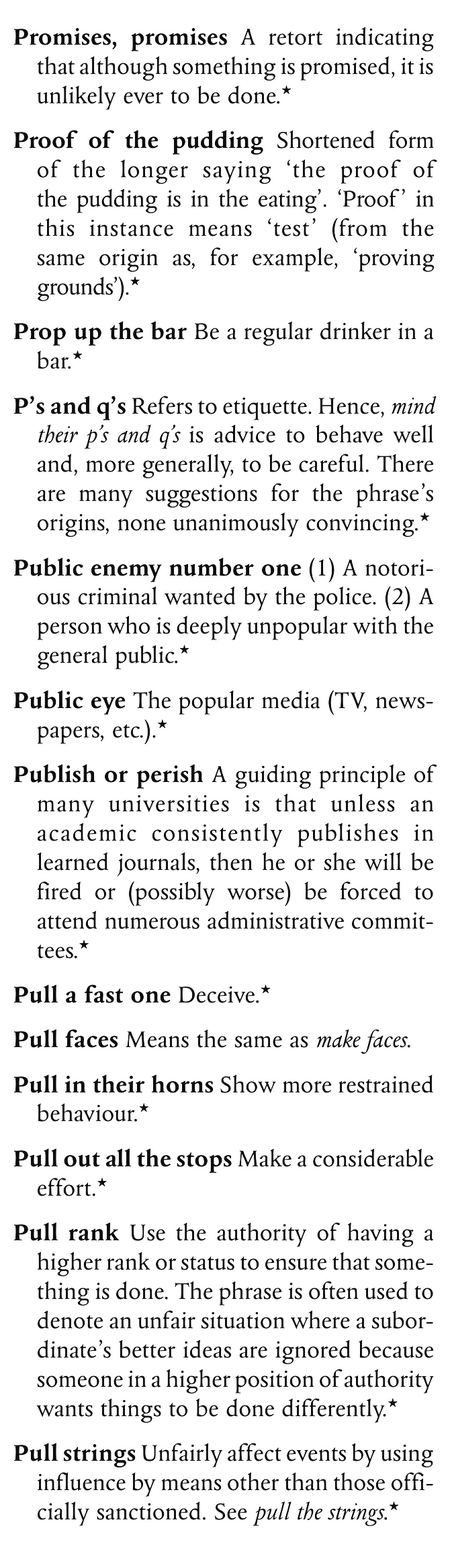 Promises, promises A retort indicating
that although something is promised, it is
unlikely ever to be done.★
Proof of the pudding Shortened form
of the longer saying ‘the proof of
the pudding is in the eating’. ‘Proof’ in
this instance means ‘test’ (from the
same origin as, for example, ‘proving
grounds’).★
Prop up the bar Be a regular drinker in a
bar.★
P’s and q’s Refers to etiquette. Hence, mind
their p’s and q’s is advice to behave well
and, more generally, to be careful. There
are many suggestions for the phrase’s
origins, none unanimously convincing.★
Public enemy number one (1) A notori-
ous criminal wanted by the police. (2) A
person who is deeply unpopular with the
general public.★
Public eye The popular media (TV, news-
papers, etc.).★
Publish or perish A guiding principle of
many universities is that unless an
academic consistently publishes in
learned journals, then he or she will be
fired or (possibly worse) be forced to
attend numerous administrative commit-
tees.★
Pull a fast one Deceive.★
Pull faces Means the same as make faces.
Pull in their horns Show more restrained
behaviour.★
Pull out all the stops Make a considerable
effort.★
Pull rank Use the authority of having a
higher rank or status to ensure that some-
thing is done. The phrase is often used to
denote an unfair situation where a subor-
dinate’s better ideas are ignored because
someone in a higher position of authority
wants things to be done differently.★
Pull strings Unfairly affect events by using
influence by means other than those offi-
cially sanctioned. See pull the strings.★